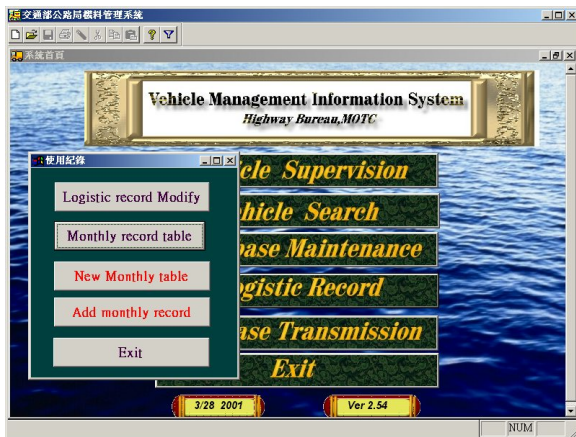 交通部公路局機料管理系統
系統首頁
Vehicle Management Information System
Highway Bureau,MOTC
使用紀錄
Logistic record Modify
Monthly record table
New Monthly table
Add monthly record
Exit
cle Supervision
hicle Search
base Maintenance
ogistic Record
ase Transmission
Exit
3/28 2001
Ver 2.54
NUM